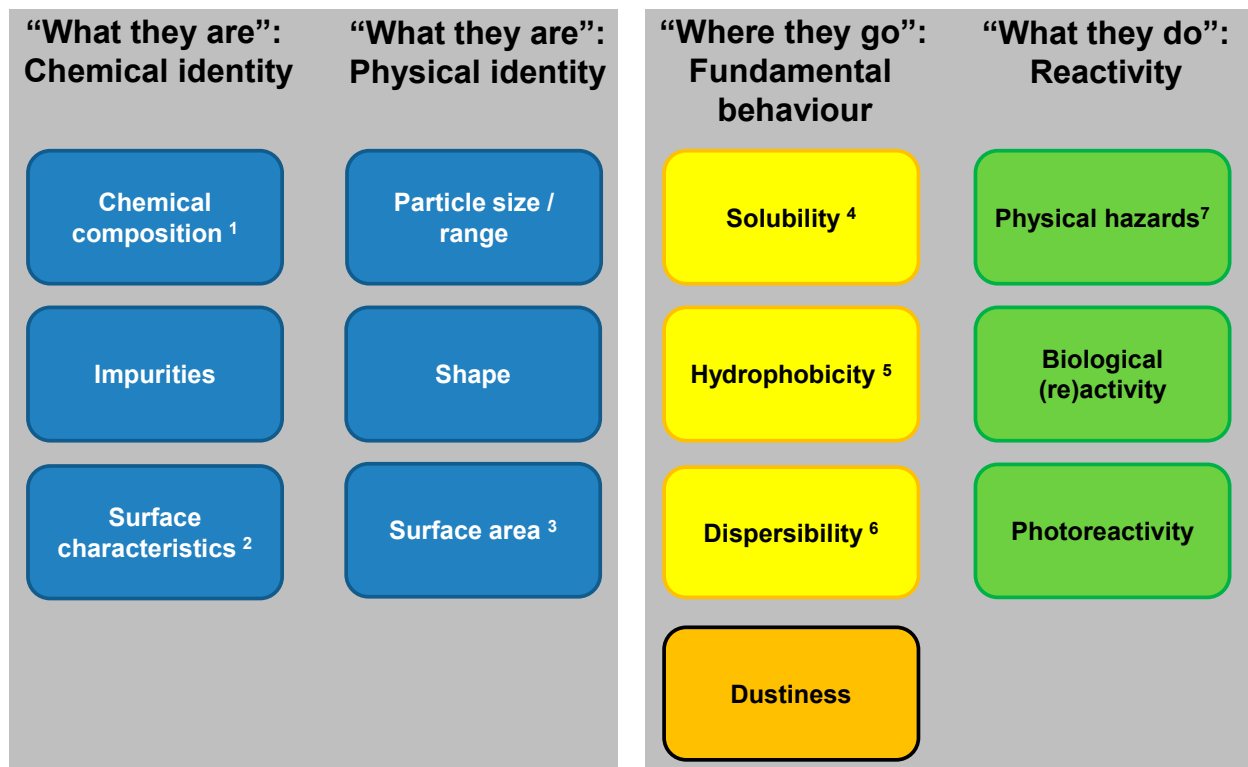 “What they are”:
Chemical identity
“What they are”:
Physical identity
“Where they go”:
Fundamental
behaviour
“What they do”:
Reactivity
Chemical
composition 1
Particle size /
range
Solubility 4
Physical hazards7
Impurities
Shape
Hydrophobicity 5
Biological
(re)activity
Surface
characteristics 2
Surface area 3
Dispersibility 6
Photoreactivity
Dustiness